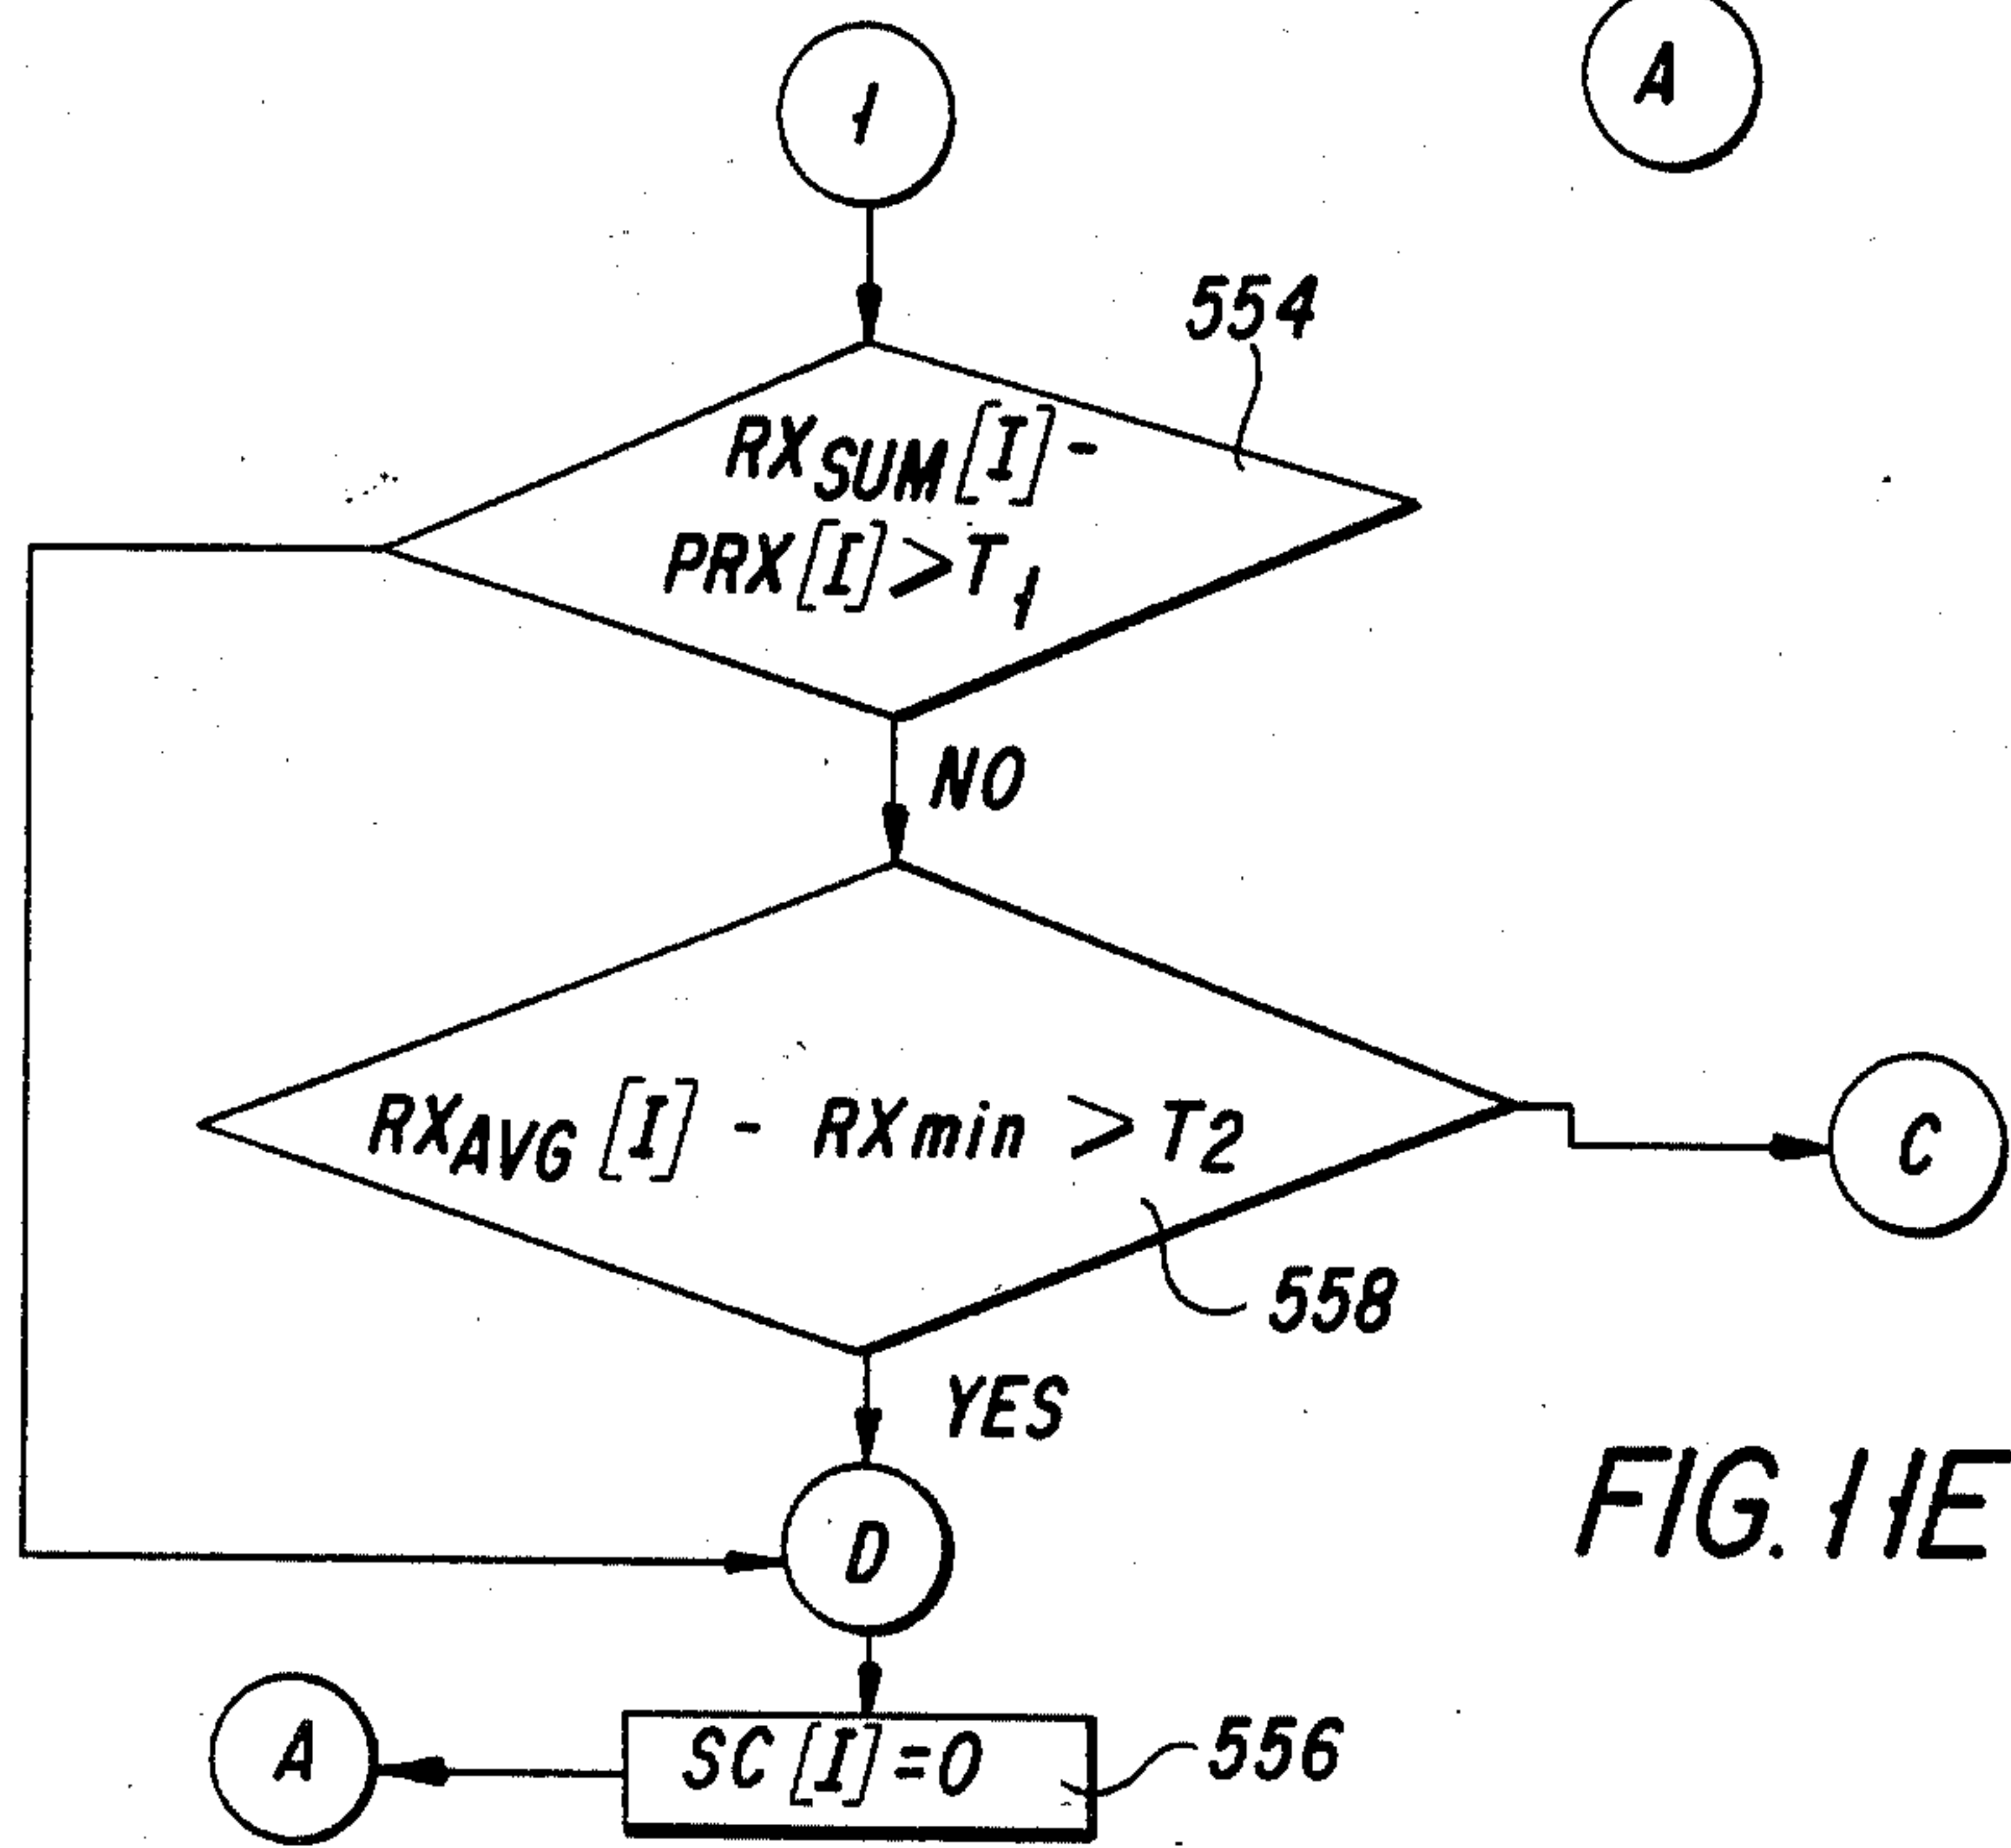 1
A
554
RXSUM[I]-
PRX[I]>T1
NO
RXAVG[I] - RXmin >T2
C
558
YES
D
FIG. 11E
A
SC[I]=0
556